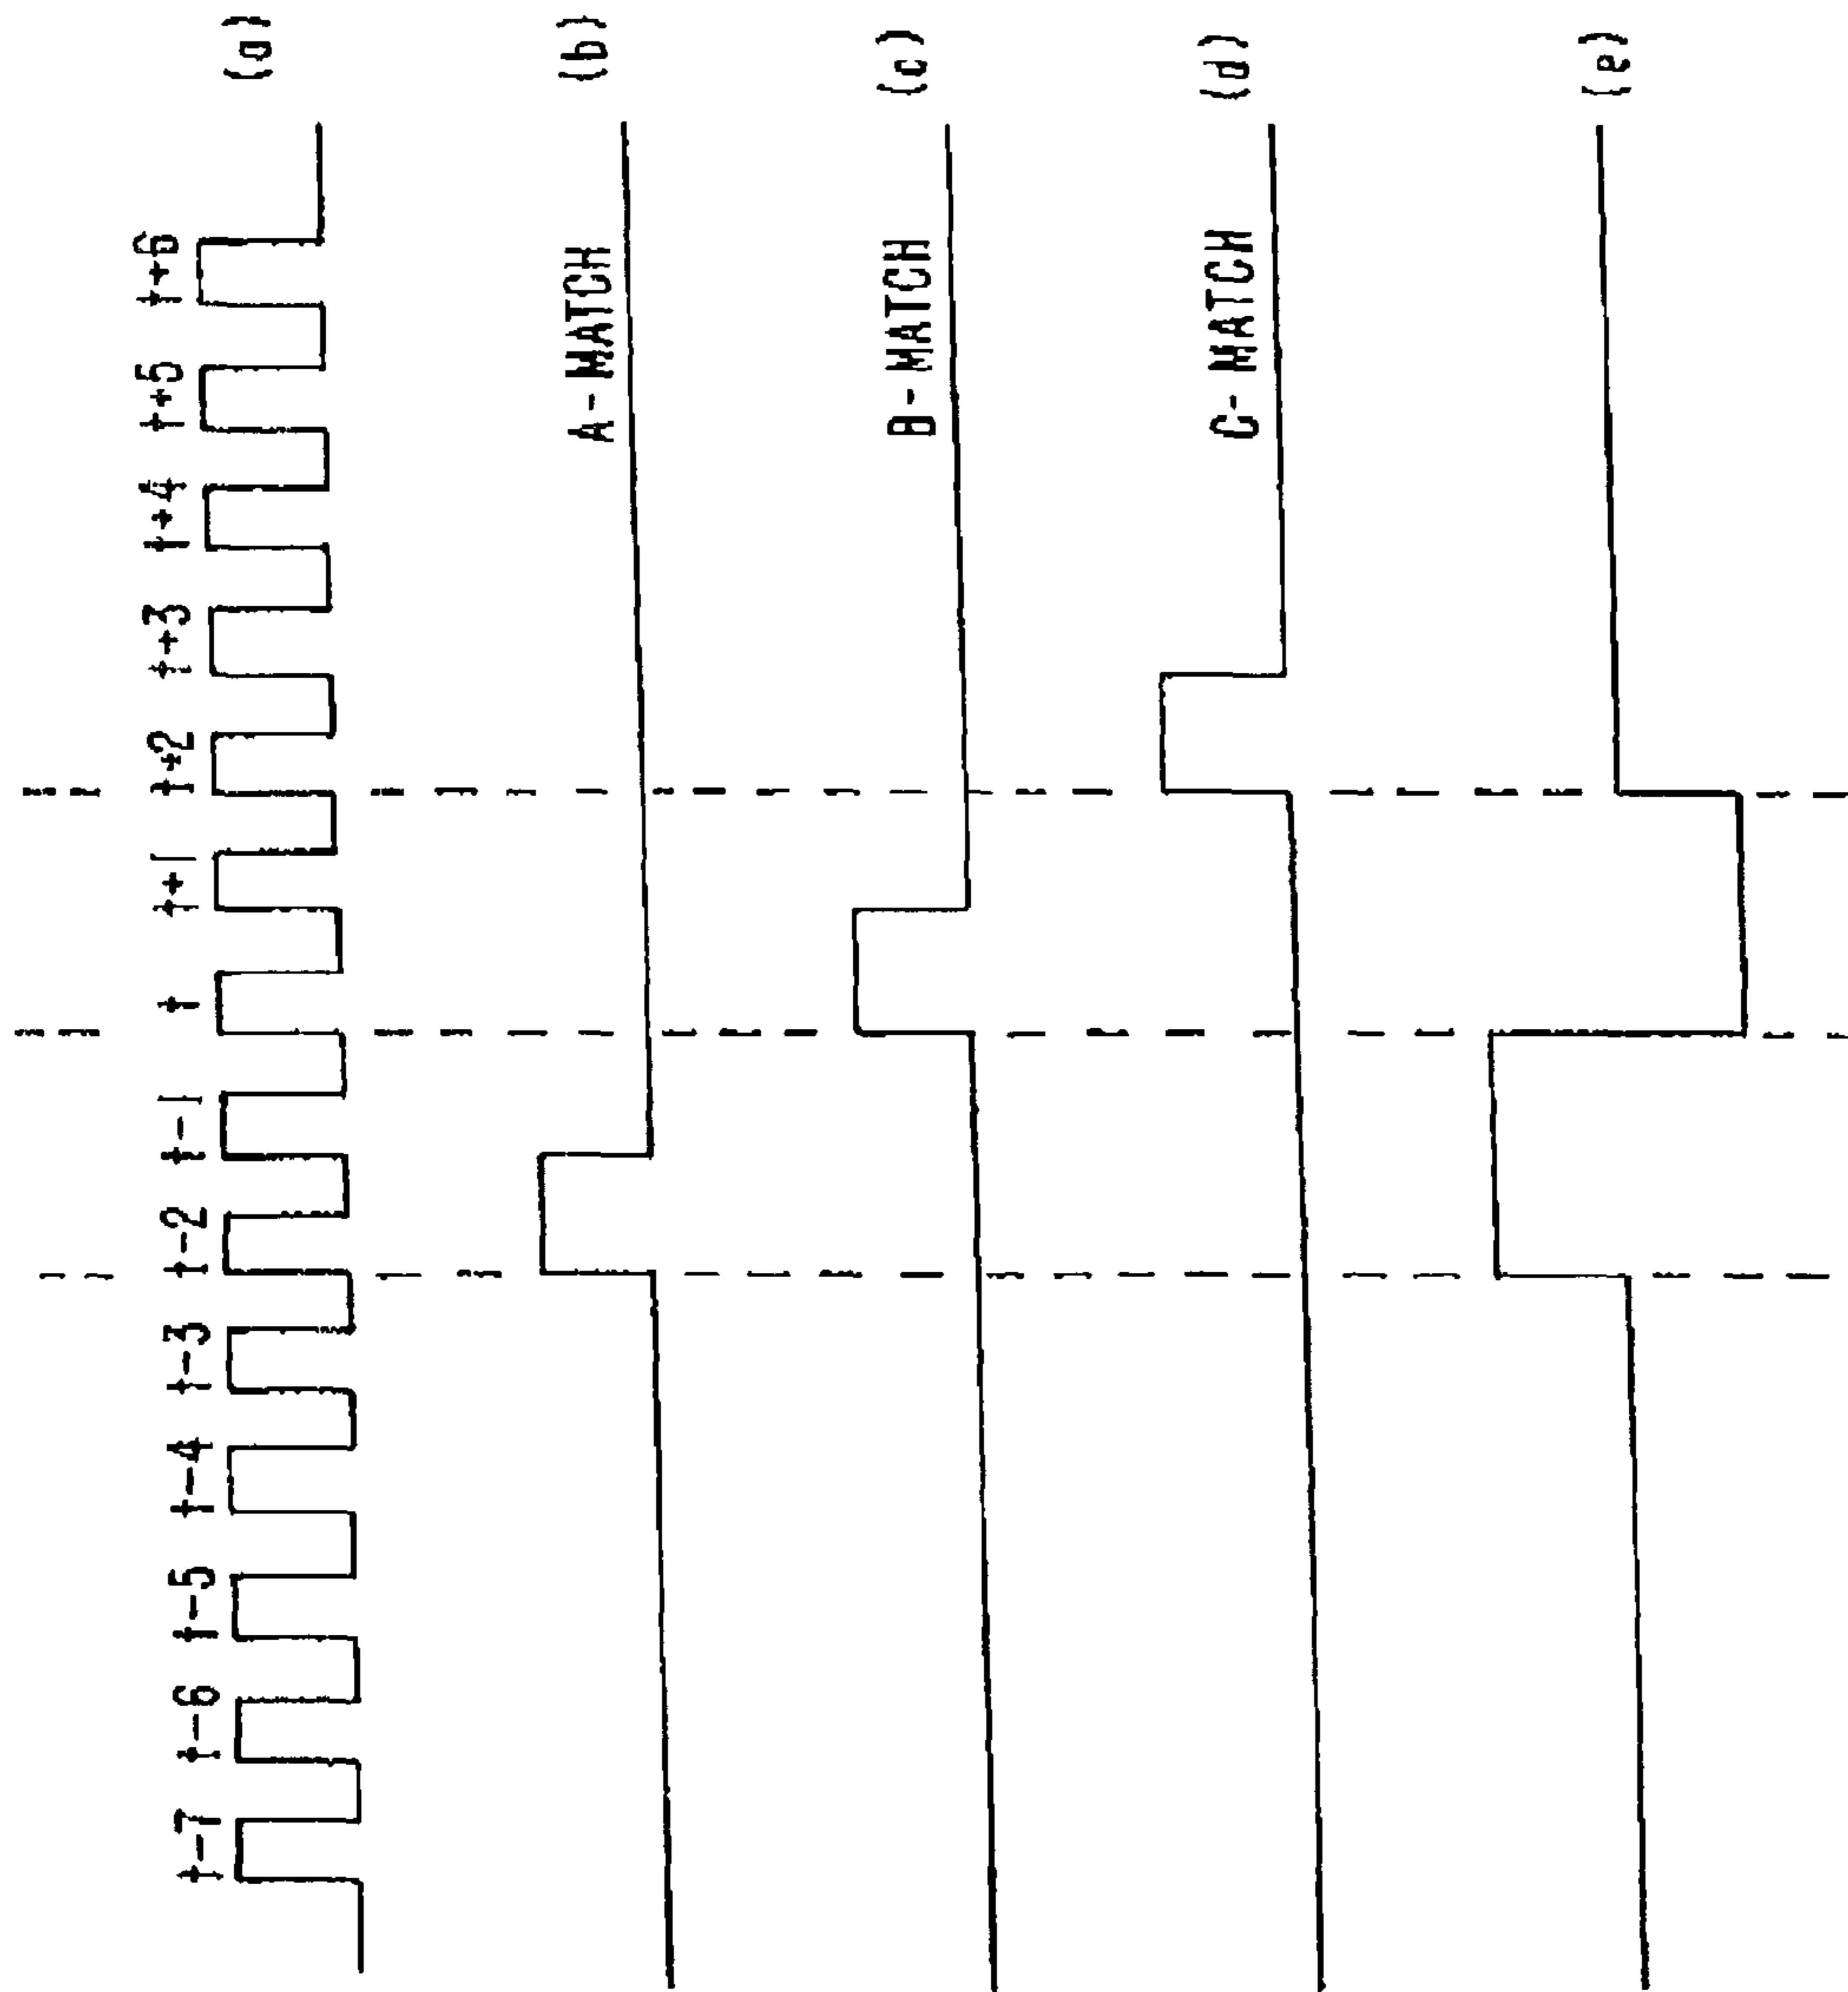 t-7 t-6 t-5 t-4 t-3 t-2 t-1 t t+1 t+2 t+3 t+4 t+5 t+6
(a)
A-MATCH
(b)
B-MATCH
(c)
C-MATCH
(d)
(e)